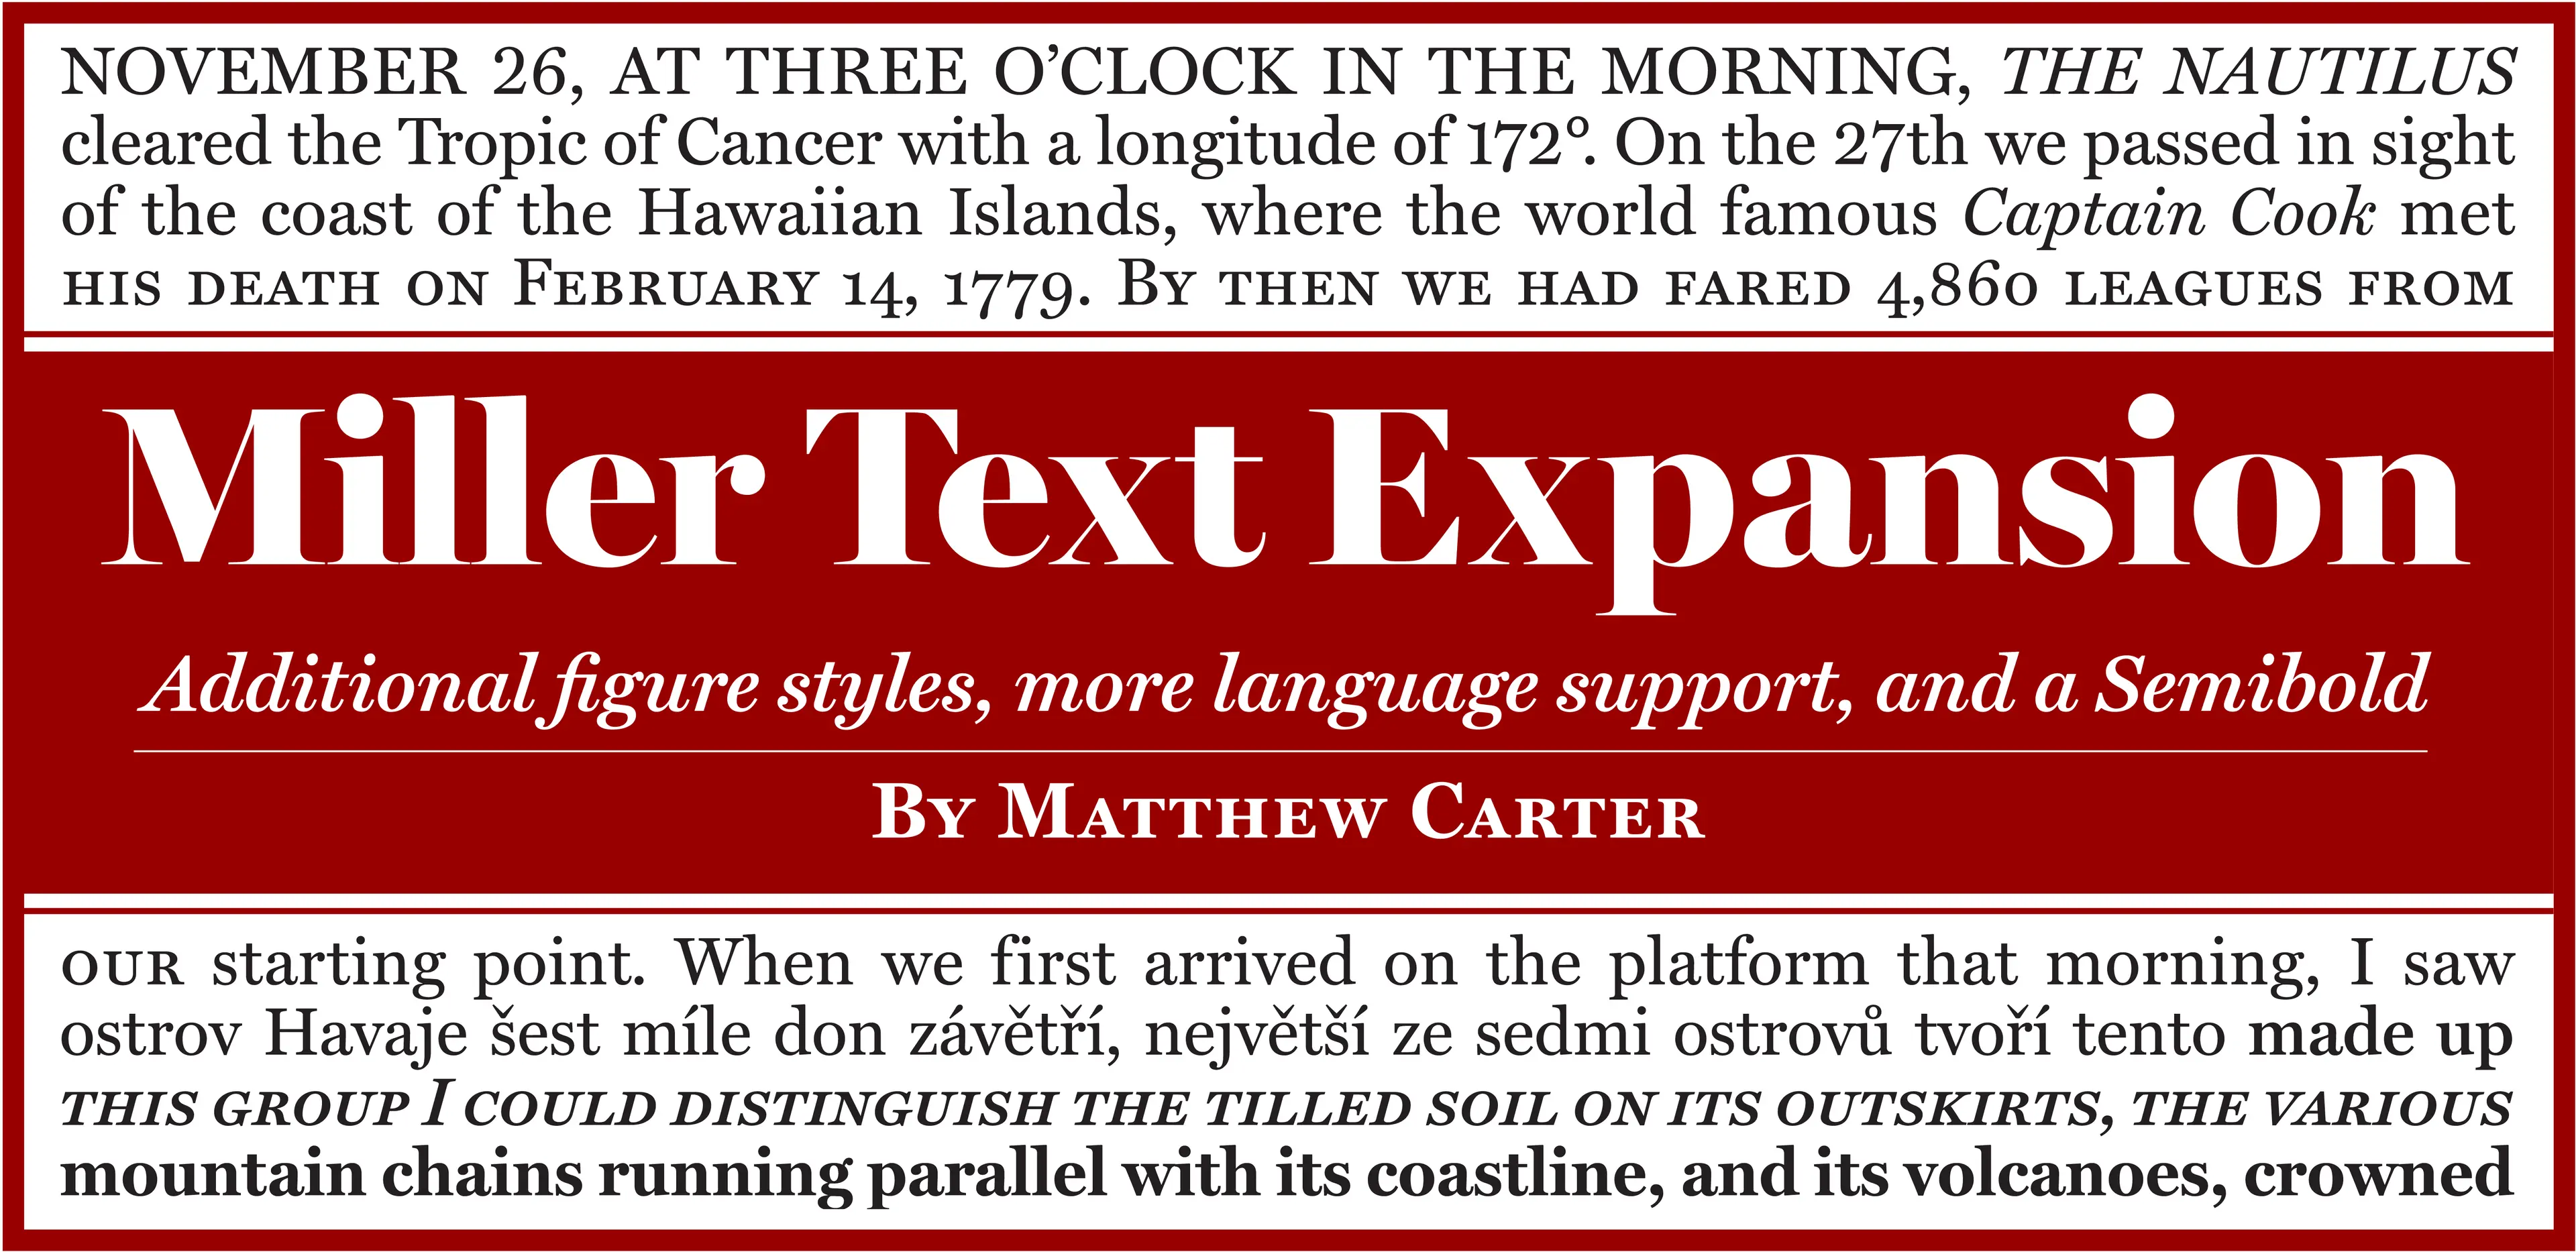 NOVEMBER 26, AT THREE O’CLOCK IN THE MORNING, THE NAUTILUS
cleared the Tropic of Cancer with a longitude of 172°. On the 27th we passed in sight
of the coast of the Hawaiian Islands, where the world famous Captain Cook met
HIS DEATH ON FEBRUARY 14, 1779. BY THEN WE HAD FARED 4,860 LEAGUES FROM
Miller Text Expansion
Additional figure styles, more language support, and a Semibold
BY MATTHEW CARTER
OUR starting point. When we first arrived on the platform that morning, I saw
ostrov Havaje šest míle don závětří, největší ze sedmi ostrovů tvoří tento made up
THIS GROUP I COULD DISTINGUISH THE TILLED SOIL ON ITS OUTSKIRTS, THE VARIOUS
mountain chains running parallel with its coastline, and its volcanoes, crowned